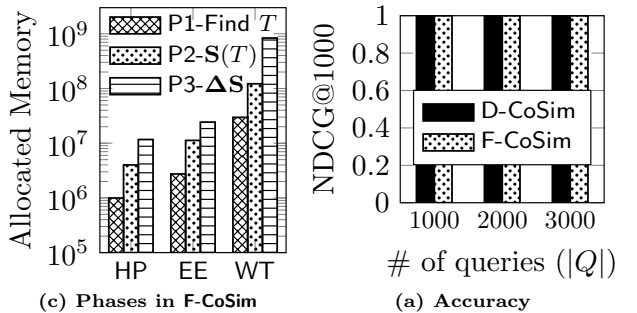 Allocated Memory
10^9
10^8
10^7
10^6
10^5
P1-Find T
P2-S(T)
P3-ΔS
HP EE WT
(c) Phases in F-CoSim
NDCG@1000
1
0.8
0.6
0.4
0.2
0
D-CoSim
F-CoSim
1000 2000 3000
# of queries (|Q|)
(a) Accuracy